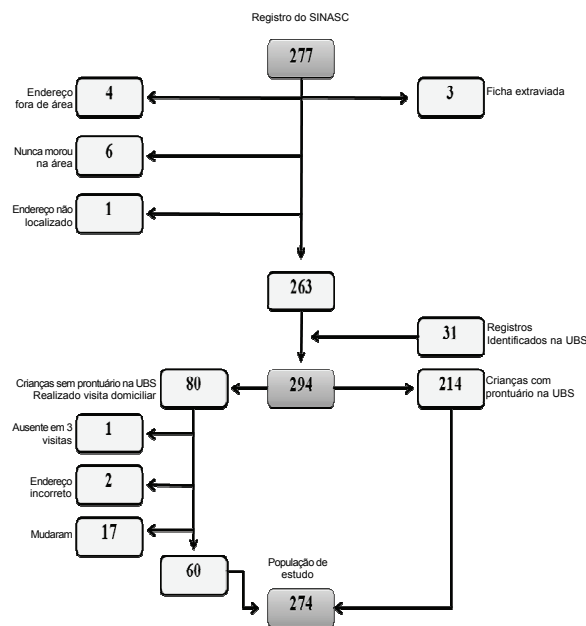 Registro do SINASC
277
Endereço
fora de área
4
3
Ficha extraviada
Nunca morou
na área
6
Endereço não
localizado
1
263
31
Registros
Identificados na UBS
Crianças sem prontuário na UBS
Realizado visita domiciliar
80
294
214
Crianças com
prontuário na UBS
Ausente em 3
visitas
1
Endereço
incorreto
2
Mudaram
17
60
População de
estudo
274